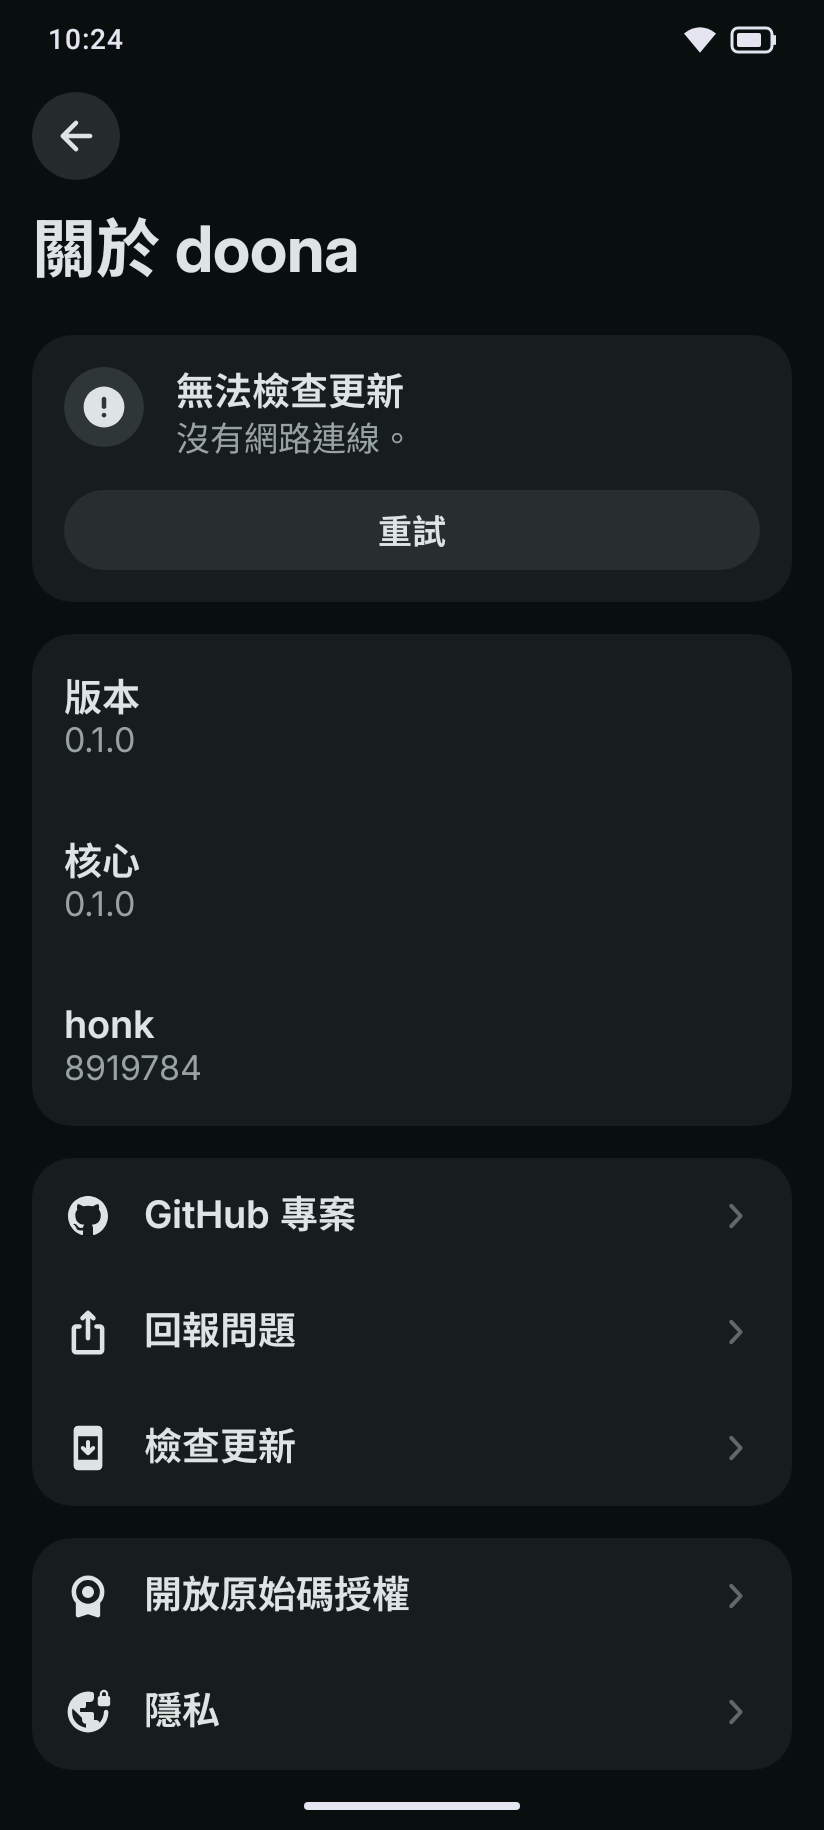 10:24
關於 doona
無法檢查更新
沒有網路連線。
重試
版本
0.1.0
核心
0.1.0
honk
8919784
GitHub 專案
回報問題
檢查更新
開放原始碼授權
隱私